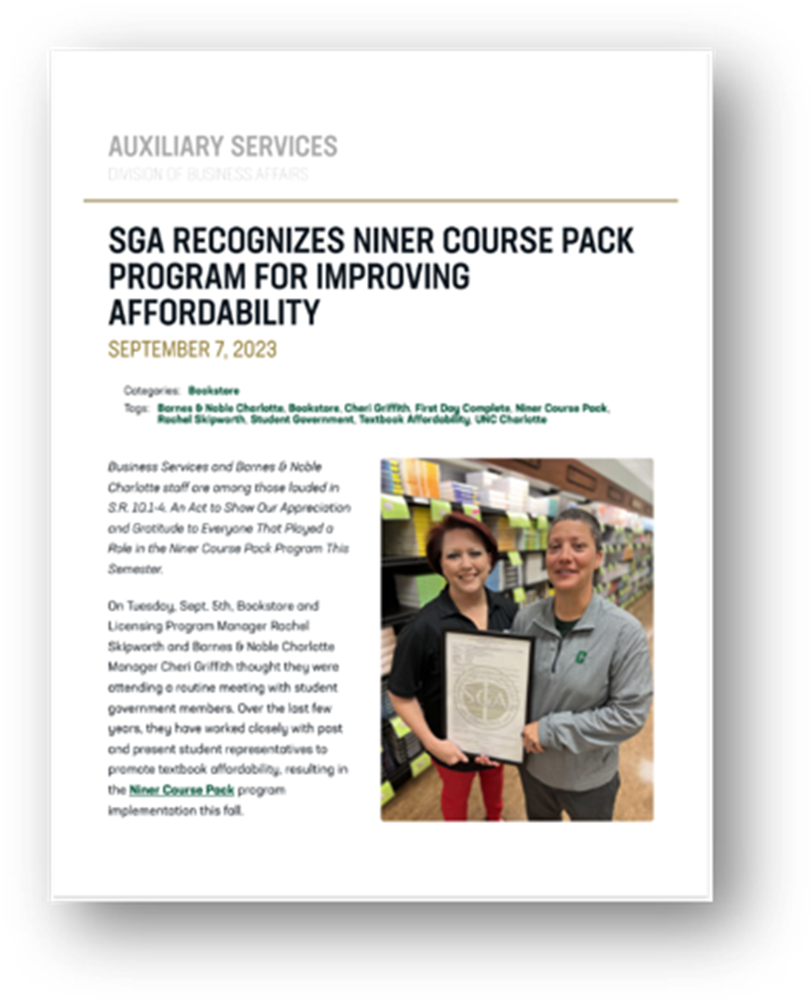 AUXILIARY SERVICES
DIVISION OF BUSINESS AFFAIRS
SGA RECOGNIZES NINER COURSE PACK
PROGRAM FOR IMPROVING
AFFORDABILITY
SEPTEMBER 7, 2023
Categories: Bookstore
Tags: Barnes & Noble Charlotte, Bookstore, Cheri Griffith, First Day Complete, Niner Course Pack,
Rachel Skipworth, Student Government, Textbook Affordability, UNC Charlotte
Business Services and Barnes & Noble
Charlotte staff are among those lauded in
S.R. 10.1-4. An Act to Show Our Appreciation
and Gratitude to Everyone That Played a
Role in the Niner Course Pack Program This
Semester.
On Tuesday, Sept. 5th, Bookstore and
Licensing Program Manager Rachel
Skipworth and Barnes & Noble Charlotte
Manager Cheri Griffith thought they were
attending a routine meeting with student
government members. Over the last few
years, they have worked closely with past
and present student representatives to
promote textbook affordability, resulting in
the Niner Course Pack program
implementation this fall.
SGA
C